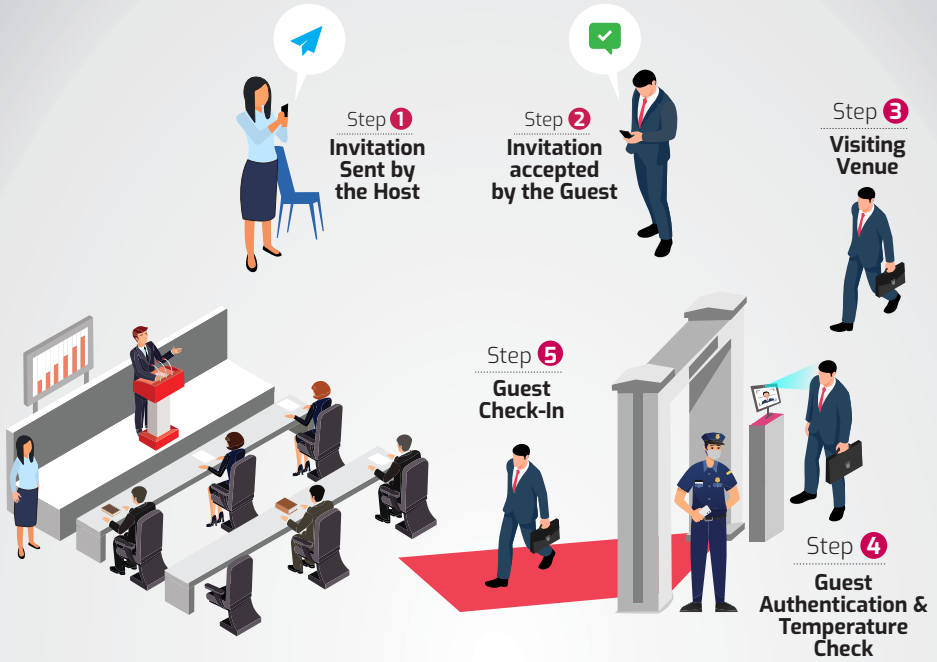 Step 1
Invitation
Sent by
the Host
Step 2
Invitation
accepted
by the Guest
Step 3
Visiting
Venue
Step 4
Guest
Authentication &
Temperature
Check
Step 5
Guest
Check-In